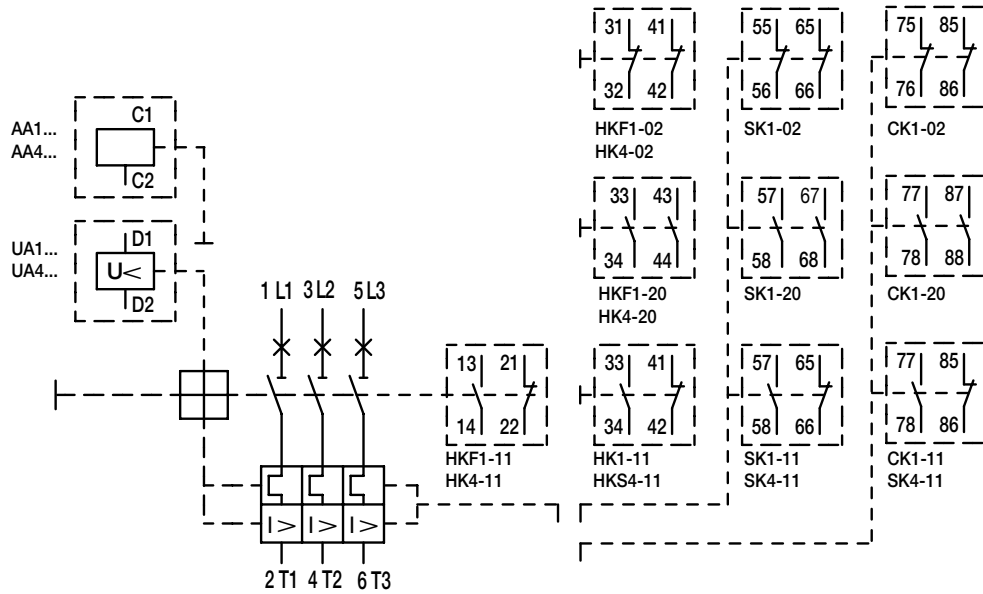 31 41
32 42
HKF1-02
HK4-02
55 65
56 66
SK1-02
75 85
76 86
CK1-02
AA1...
AA4...
C1
C2
UA1...
UA4...
D1
U<
D2
33 43
34 44
HKF1-20
HK4-20
57 67
58 68
SK1-20
77 87
78 88
CK1-20
1 L1 3 L2 5 L3
13 21
14 22
HKF1-11
HK4-11
33 41
34 42
HK1-11
HKS4-11
57 65
58 66
SK1-11
SK4-11
77 85
78 86
CK1-11
SK4-11
I> I> I>
2 T1 4 T2 6 T3